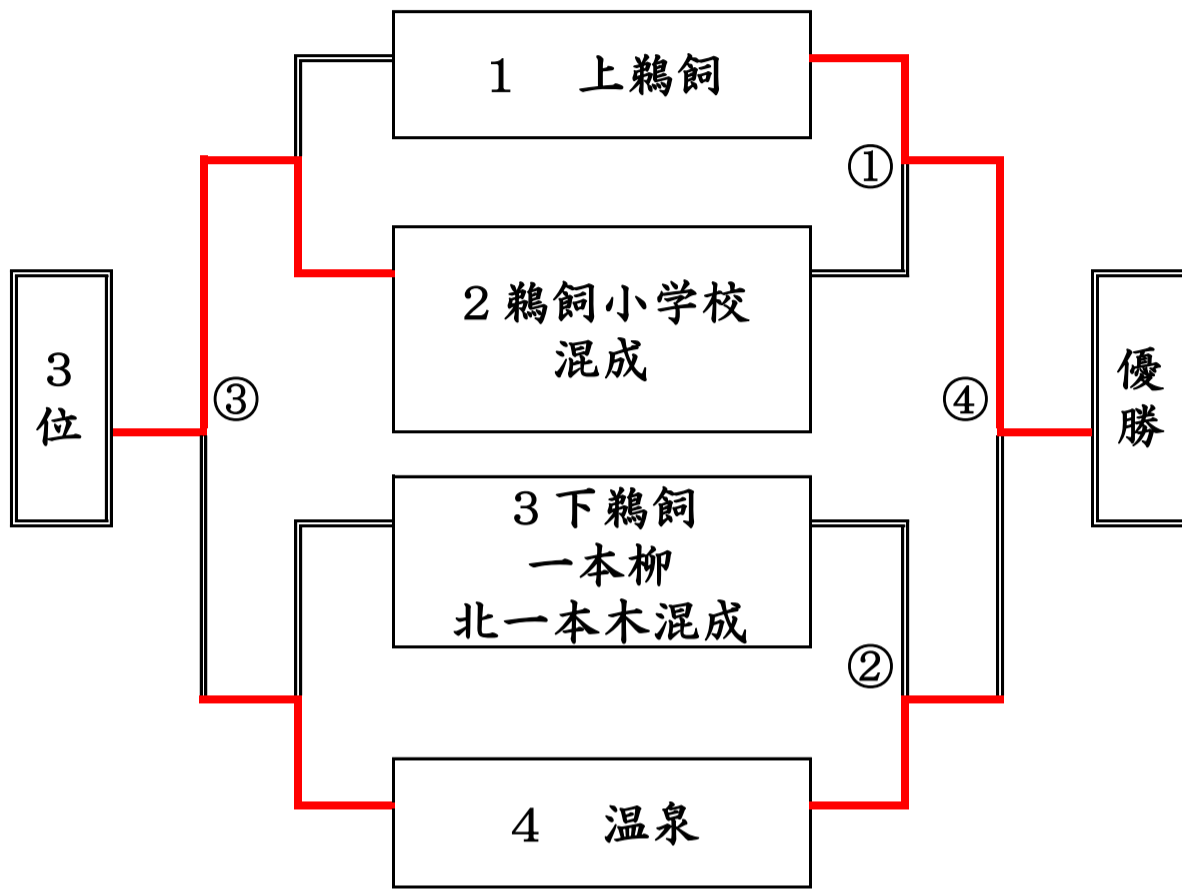 １　上鵜飼
①
２鵜飼小学校
混成
３位
③
④
優勝
３下鵜飼
一本柳
北一本木混成
②
４　温泉